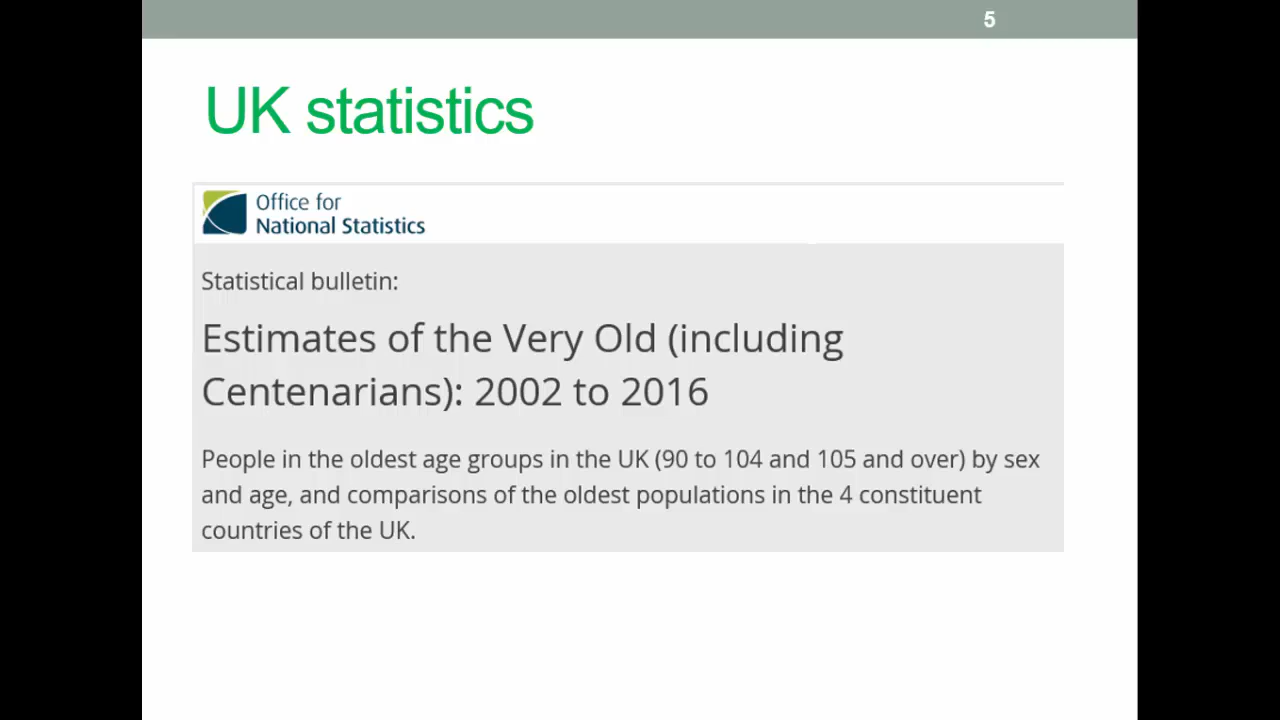 5
UK statistics
Office for
National Statistics
Statistical bulletin:
Estimates of the Very Old (including
Centenarians): 2002 to 2016
People in the oldest age groups in the UK (90 to 104 and 105 and over) by sex
and age, and comparisons of the oldest populations in the 4 constituent
countries of the UK.